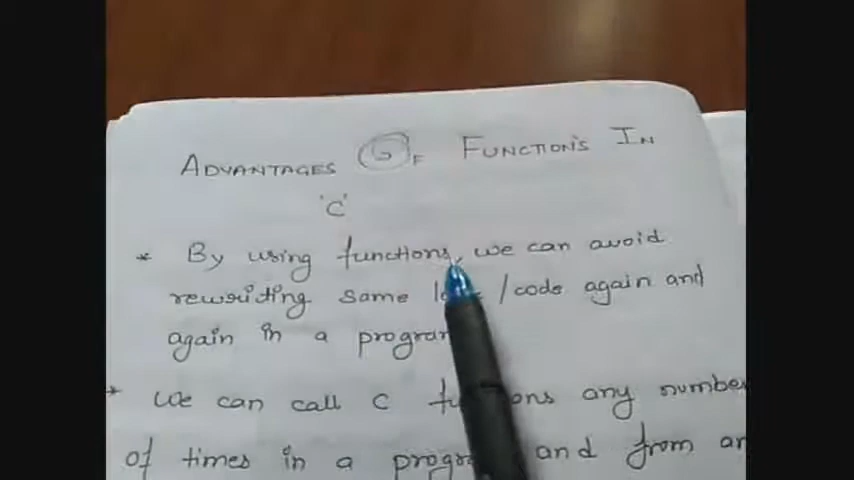 ADVANTAGES OF FUNCTIONS IN
'C'
* By using functions, we can avoid
rewriting same /code again and
again in a
* we can call C any number
of times in a and from